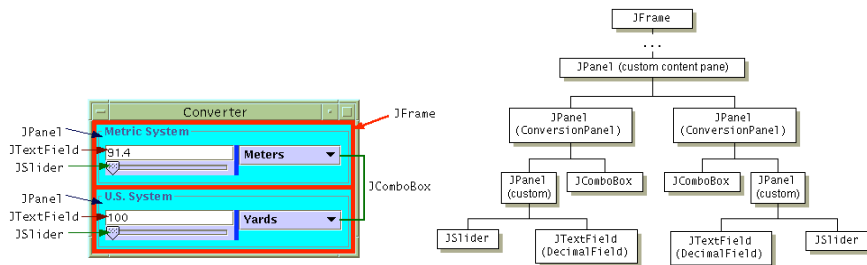 Converter
JFrame
JPanel
Metric System
JTextField
91.4
Meters
JSlider
JComboBox
JPanel
U.S. System
JTextField
100
Yards
JSlider
JFrame
...
JPanel (custom content pane)
JPanel
(ConversionPanel)
JPanel
(ConversionPanel)
JPanel
(custom)
JComboBox
JComboBox
JPanel
(custom)
JSlider
JTextField
(DecimalField)
JTextField
(DecimalField)
JSlider